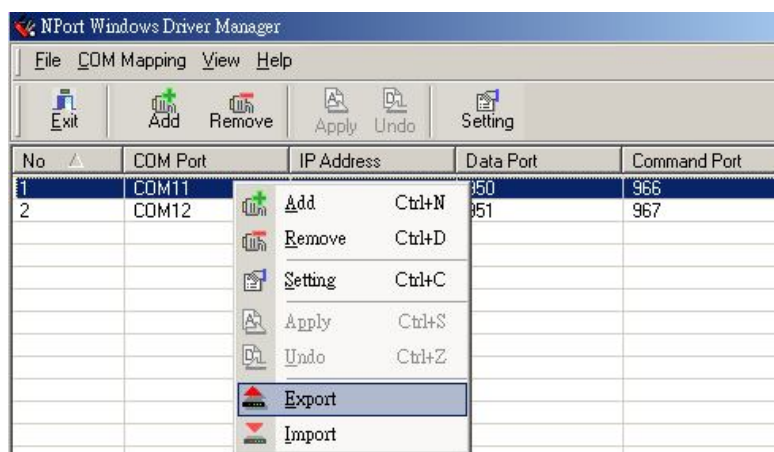 NPort Windows Driver Manager
File COM Mapping View Help
Exit Add Remove Apply Undo Setting
No COM Port IP Address Data Port Command Port
1 COM11 950 966
2 COM12 951 967
Add Ctrl+N
Remove Ctrl+D
Setting Ctrl+C
Apply Ctrl+S
Undo Ctrl+Z
Export
Import